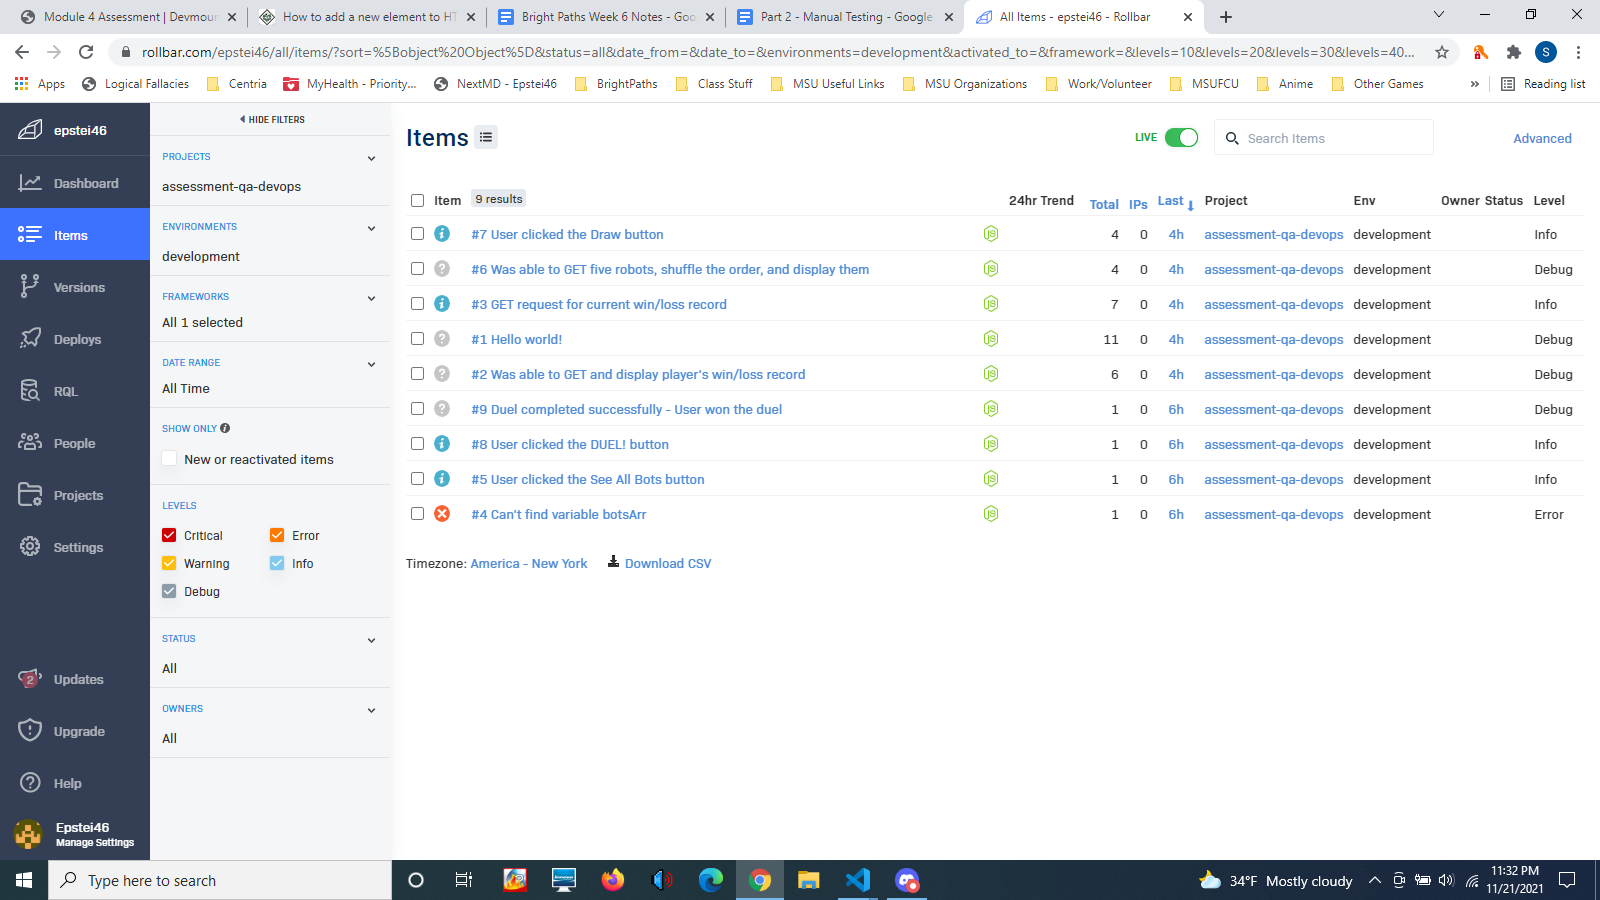 Module 4 Assessment | Devmour
How to add a new element to HT
Bright Paths Week 6 Notes - Goo
Part 2 - Manual Testing - Google
All Items - epstei46 - Rollbar
rollbar.com/epstei46/all/items/?sort=%5Bobject%20Object%5D&status=all&date_from=&date_to=&environments=development&activated_to=&framework=&levels=10&levels=20&levels=30&levels=40...
S
Apps
Logical Fallacies
Centria
MyHealth - Priority...
NextMD - Epstei46
BrightPaths
Class Stuff
MSU Useful Links
MSU Organizations
Work/Volunteer
MSUFCU
Anime
Other Games
»
Reading list
epstei46
Dashboard
Items
Versions
Deploys
RQL
People
Projects
Settings
2
Updates
Upgrade
Help
Epstei46
Manage Settings
HIDE FILTERS
PROJECTS
assessment-qa-devops
ENVIRONMENTS
development
FRAMEWORKS
All 1 selected
DATE RANGE
All Time
SHOW ONLY
New or reactivated items
LEVELS
Critical
Error
Warning
Info
Debug
STATUS
All
OWNERS
All
Items
LIVE
Search Items
Advanced
Item 9 results 24hr Trend Total IPs Last Project Env Owner Status Level
#7 User clicked the Draw button 4 0 4h assessment-qa-devops development Info
#6 Was able to GET five robots, shuffle the order, and display them 4 0 4h assessment-qa-devops development Debug
#3 GET request for current win/loss record 7 0 4h assessment-qa-devops development Info
#1 Hello world! 11 0 4h assessment-qa-devops development Debug
#2 Was able to GET and display player's win/loss record 6 0 4h assessment-qa-devops development Debug
#9 Duel completed successfully - User won the duel 1 0 6h assessment-qa-devops development Debug
#8 User clicked the DUEL! button 1 0 6h assessment-qa-devops development Info
#5 User clicked the See All Bots button 1 0 6h assessment-qa-devops development Info
#4 Can't find variable botsArr 1 0 6h assessment-qa-devops development Error
Timezone: America - New York Download CSV
Type here to search
34°F Mostly cloudy
11:32 PM
11/21/2021